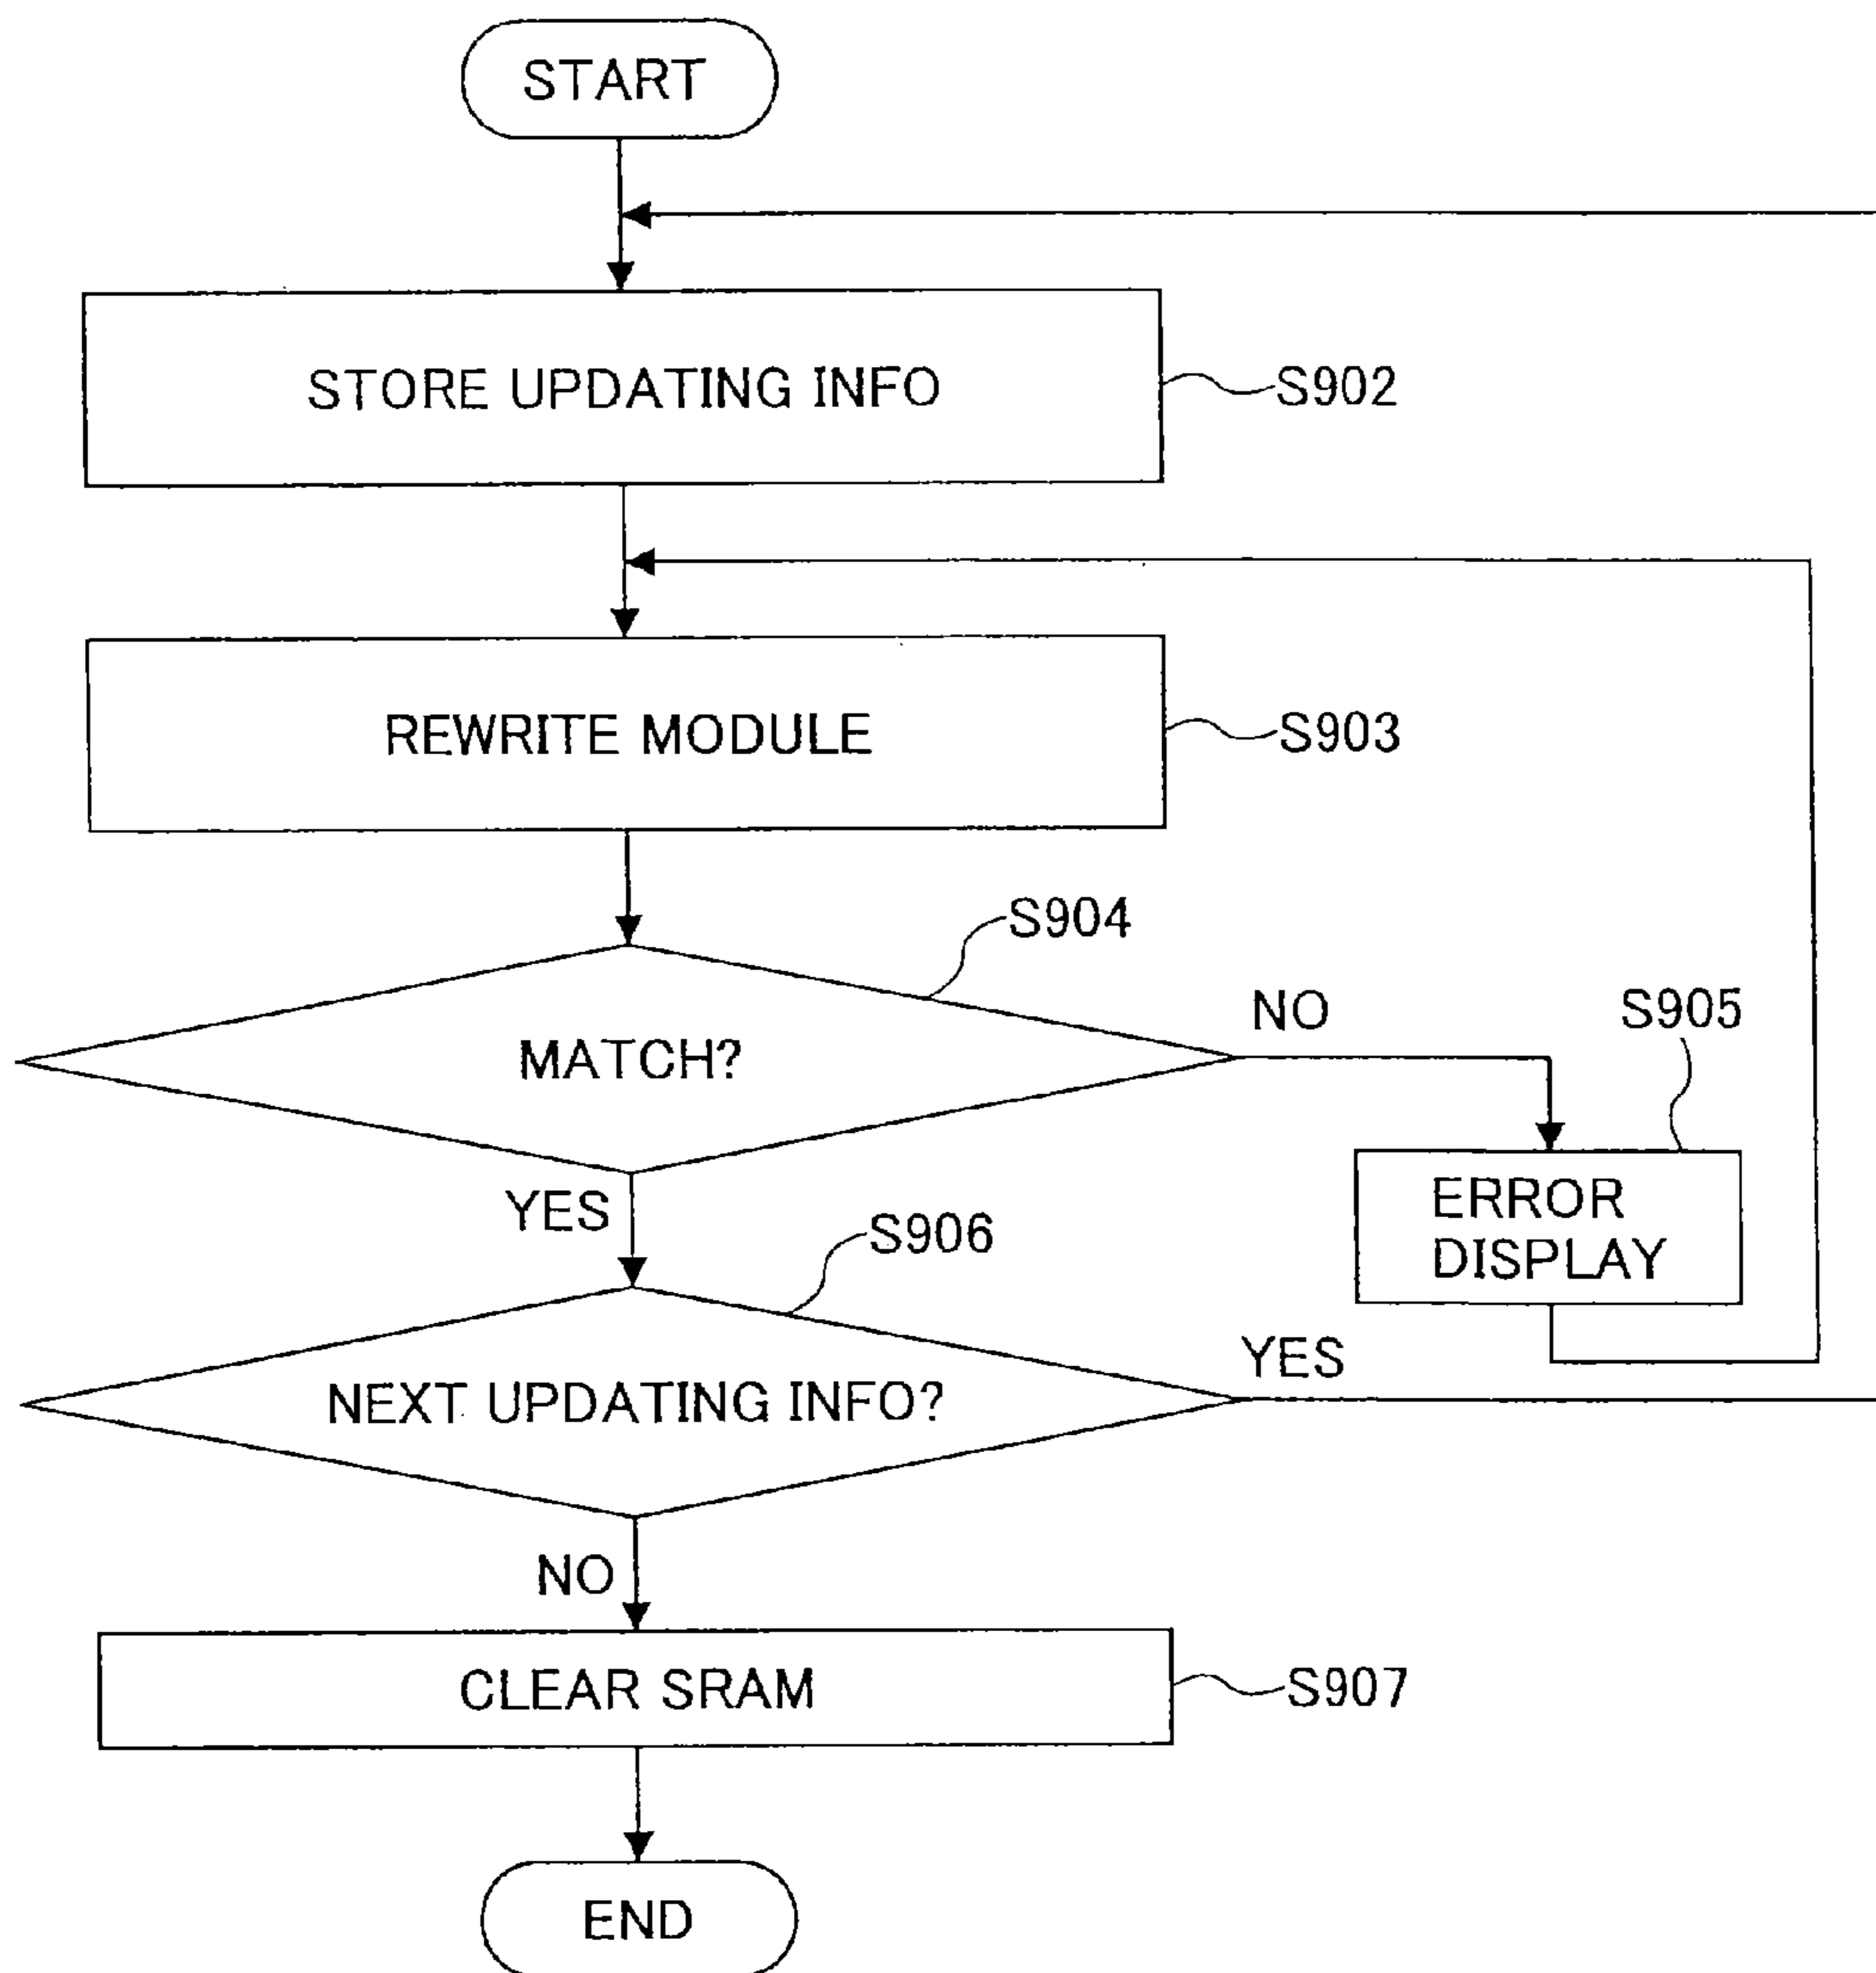 START
STORE UPDATING INFO
S902
REWRITE MODULE
S903
S904
MATCH?
NO
S905
ERROR
DISPLAY
YES
S906
NEXT UPDATING INFO?
YES
NO
CLEAR SRAM
S907
END